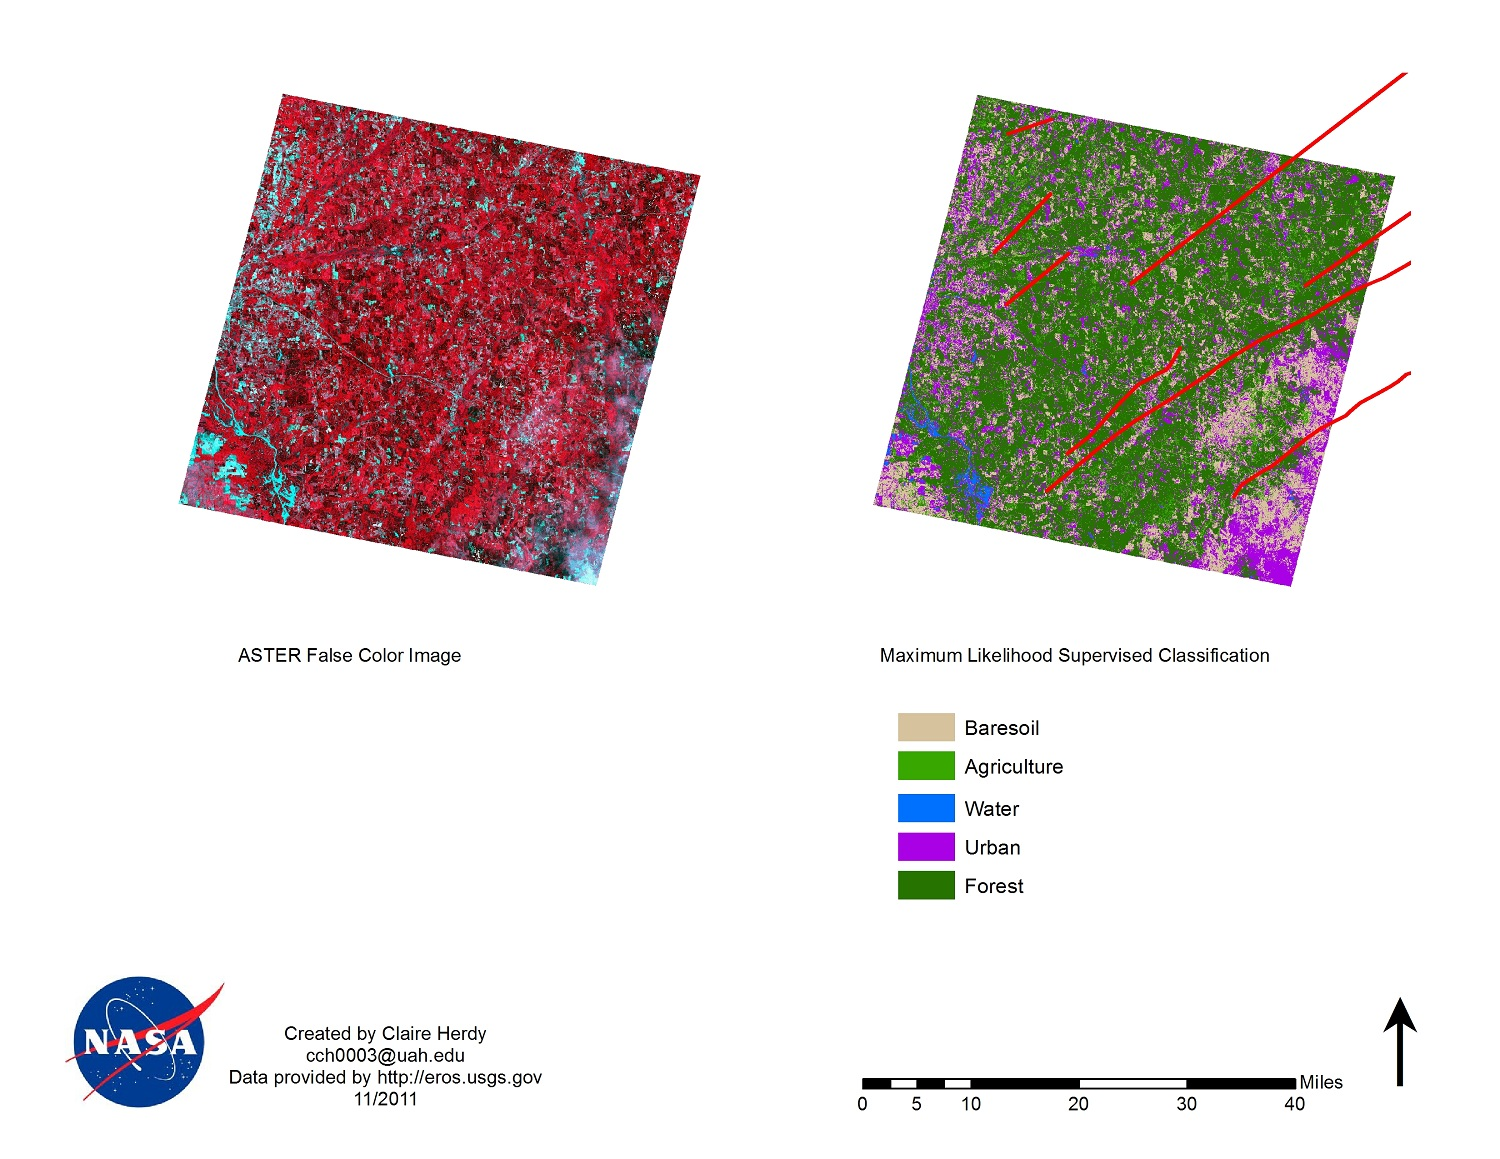 ASTER False Color Image
Maximum Likelihood Supervised Classification
Baresoil
Agriculture
Water
Urban
Forest
NASA
Created by Claire Herdy
cch0003@uah.edu
Data provided by http://eros.usgs.gov
11/2011
Miles
0 5 10 20 30 40